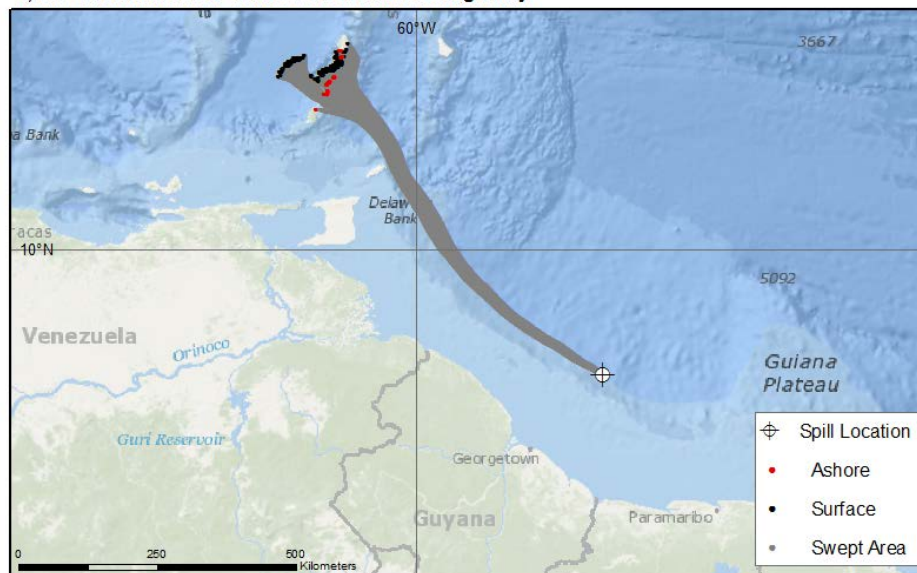 60°W
3667
na Bank
Delaw
Bank
racas
10°N
5092
Venezuela
Orinoco
Guiana
Plateau
Guri Reservoir
Georgetown
Guyana
Paramaribo
Spill Location
Ashore
Surface
Swept Area
0 250 500
Kilometers